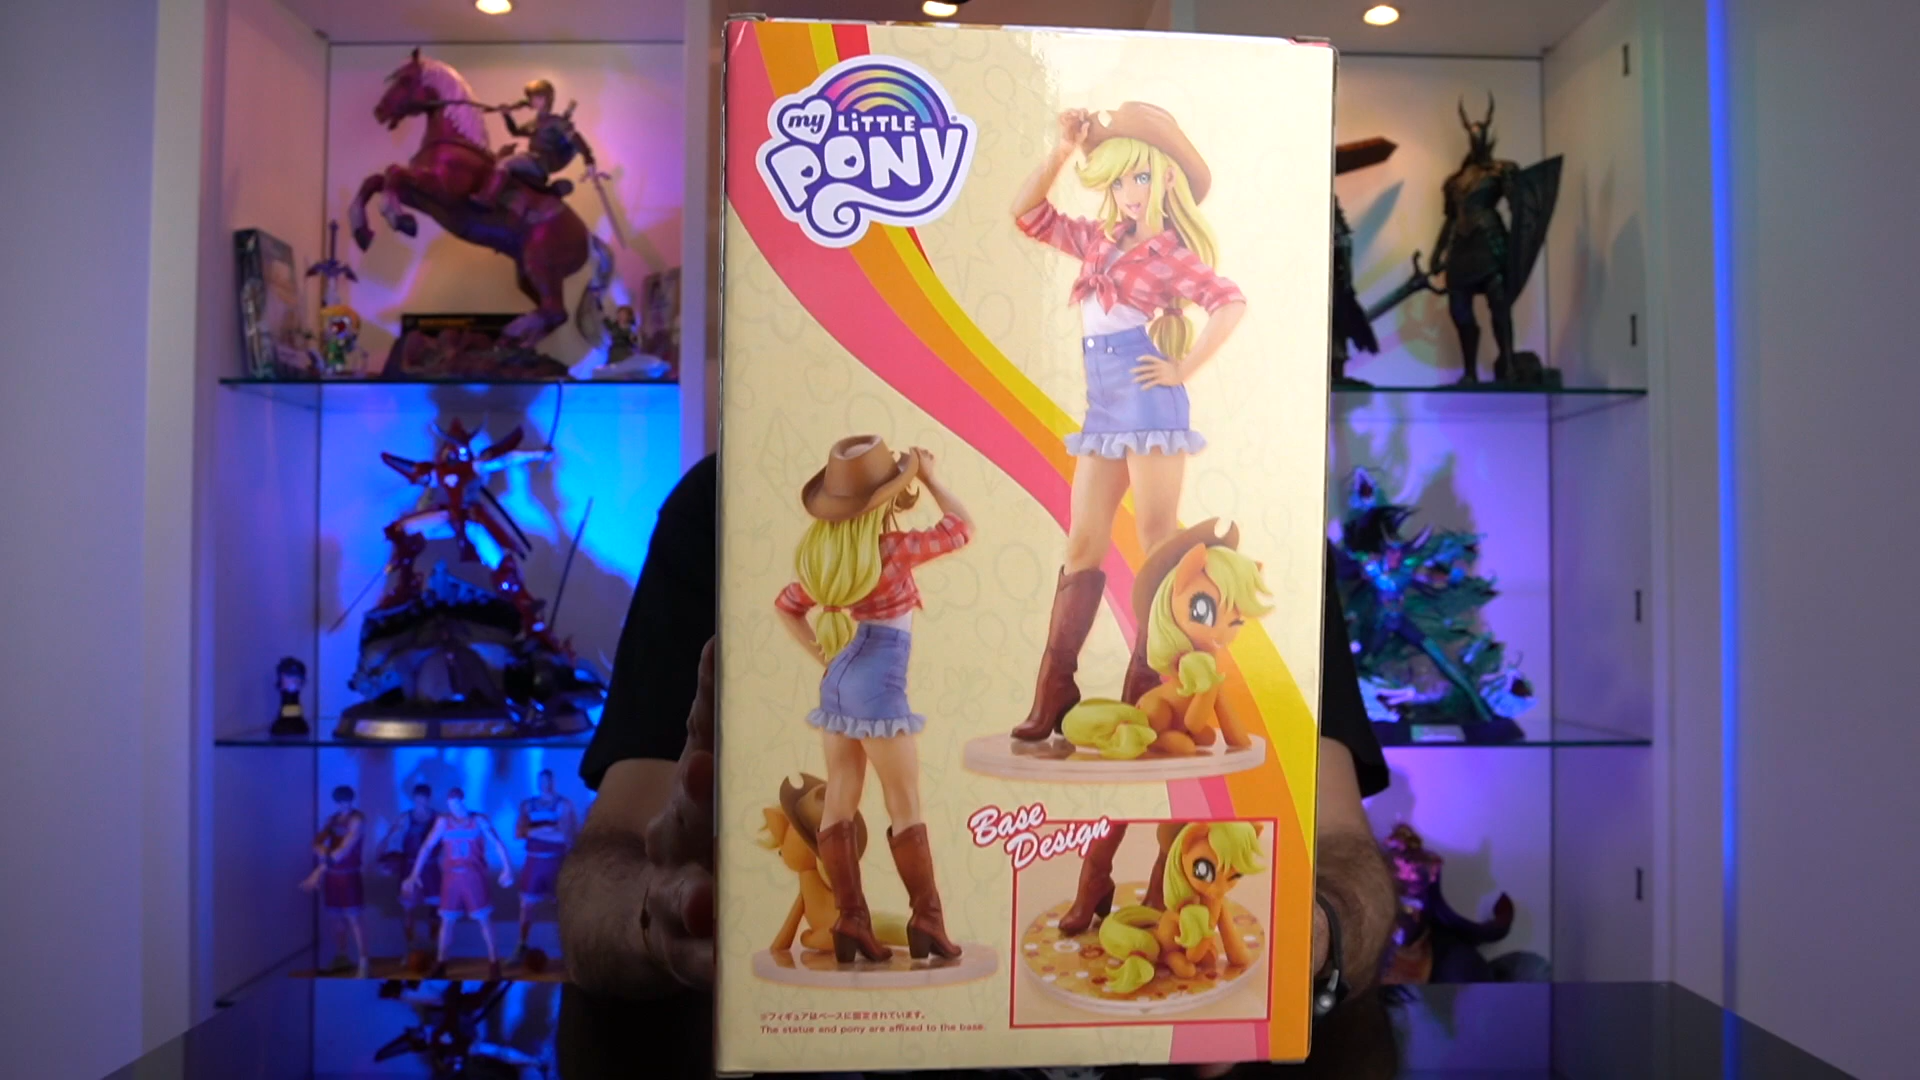 my LiTTLE
PONY
Base
Design
※フィギュアはベースに固定されています。
The statue and pony are affixed to the base.